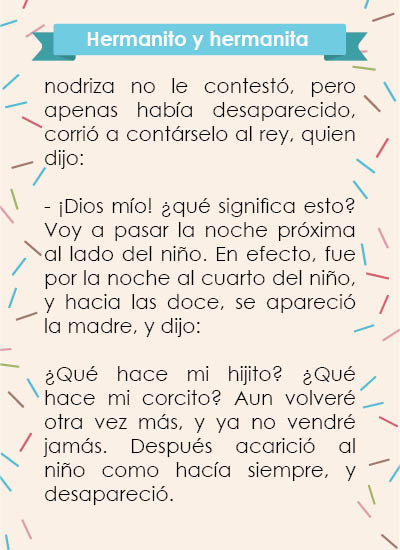 Hermanito y hermanita
nodriza no le contestó, pero
apenas había desaparecido,
corrió a contárselo al rey, quien
dijo:
- ¡Dios mío! ¿qué significa esto?
Voy a pasar la noche próxima
al lado del niño. En efecto, fue
por la noche al cuarto del niño,
y hacia las doce, se apareció
la madre, y dijo:
¿Qué hace mi hijito? ¿Qué
hace mi corcito? Aun volveré
otra vez más, y ya no vendré
jamás. Después acarició al
niño como hacía siempre, y
desapareció.